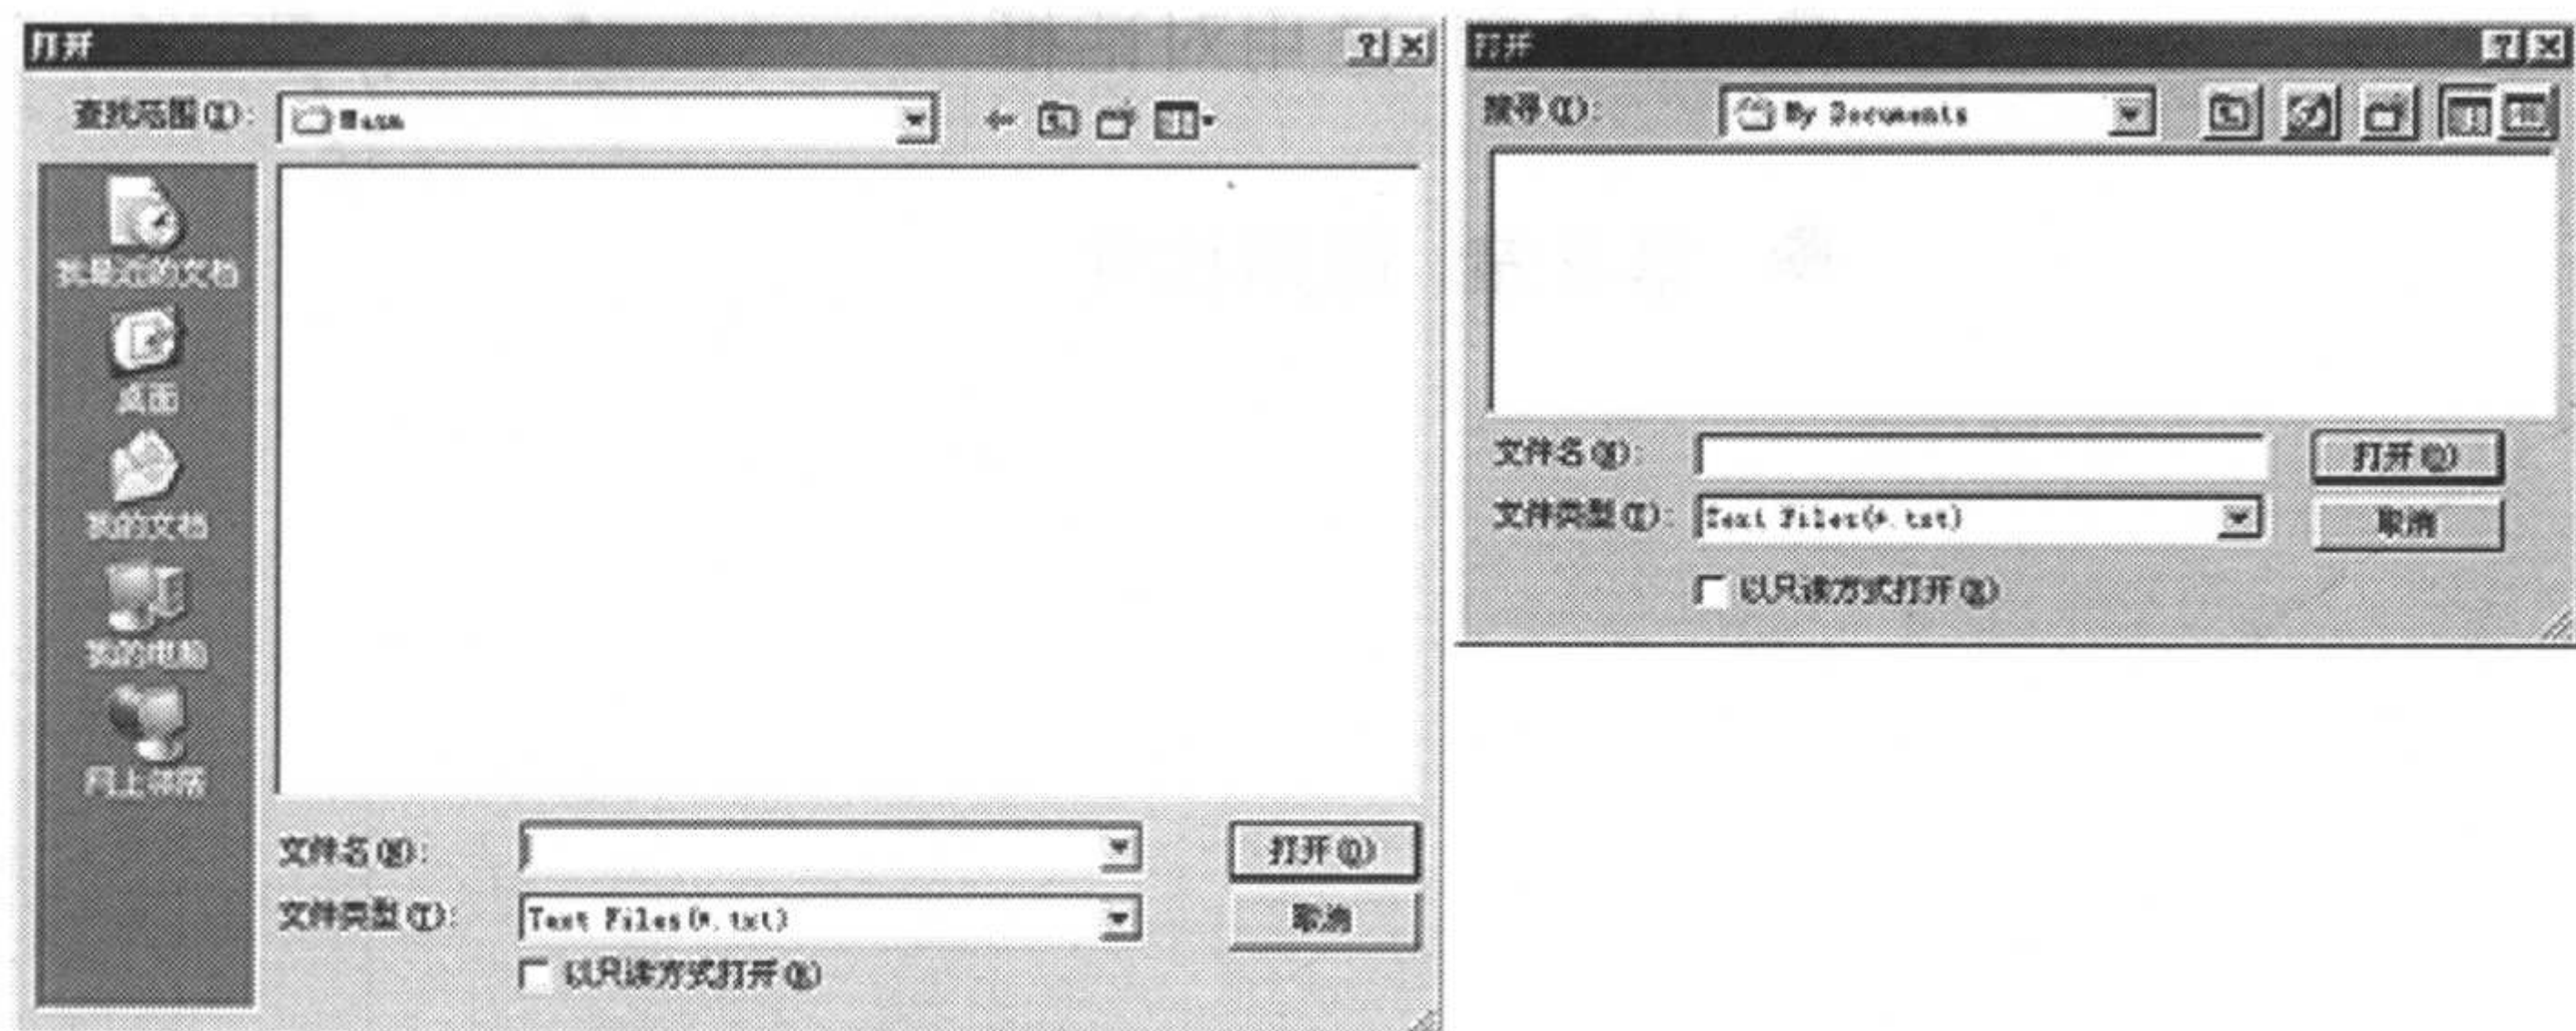 打开
查找范围(I):
Main
我最近的文档
桌面
我的文档
我的电脑
网上邻居
文件名(N):
打开(O)
文件类型(T):
Text Files(*.txt)
取消
以只读方式打开(R)
打开
搜寻(I):
My Documents
文件名(N):
打开(O)
文件类型(T):
Text Files(*.txt)
取消
以只读方式打开(R)